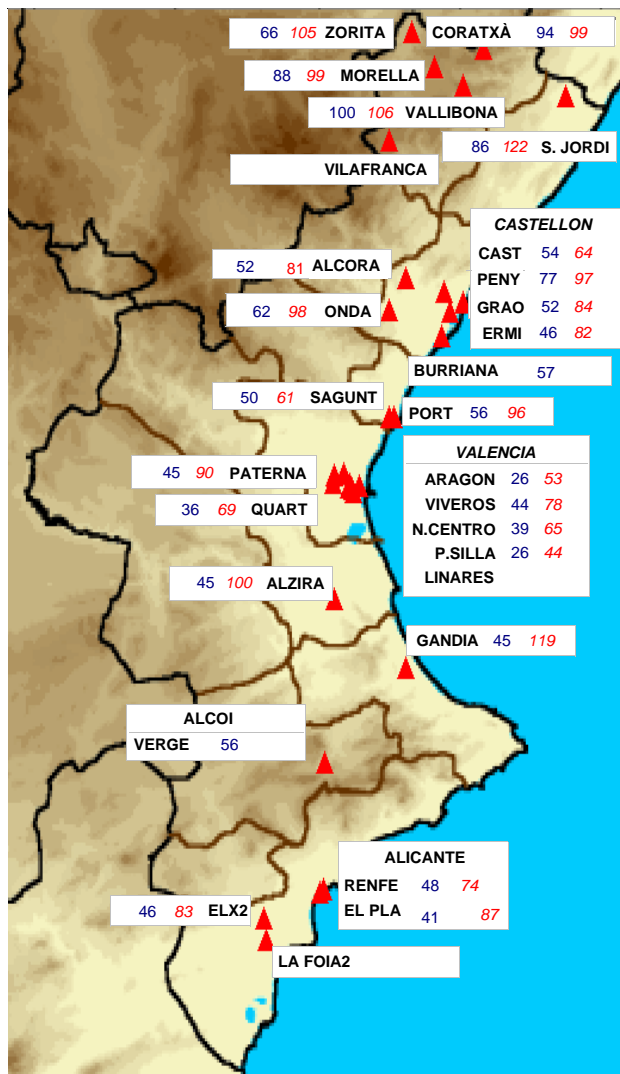 66 105 ZORITA
CORATXÀ 94 99
88 99 MORELLA
100 106 VALLIBONA
86 122 S. JORDI
VILAFRANCA
CASTELLON
CAST 54 64
PENY 77 97
GRAO 52 84
ERMI 46 82
52 81 ALCORA
62 98 ONDA
BURRIANA 57
50 61 SAGUNT
PORT 56 96
VALENCIA
ARAGON 26 53
VIVEROS 44 78
N.CENTRO 39 65
P.SILLA 26 44
LINARES
45 90 PATERNA
36 69 QUART
45 100 ALZIRA
GANDIA 45 119
ALCOI
VERGE 56
ALICANTE
RENFE 48 74
EL PLA 41 87
46 83 ELX2
LA FOIA2